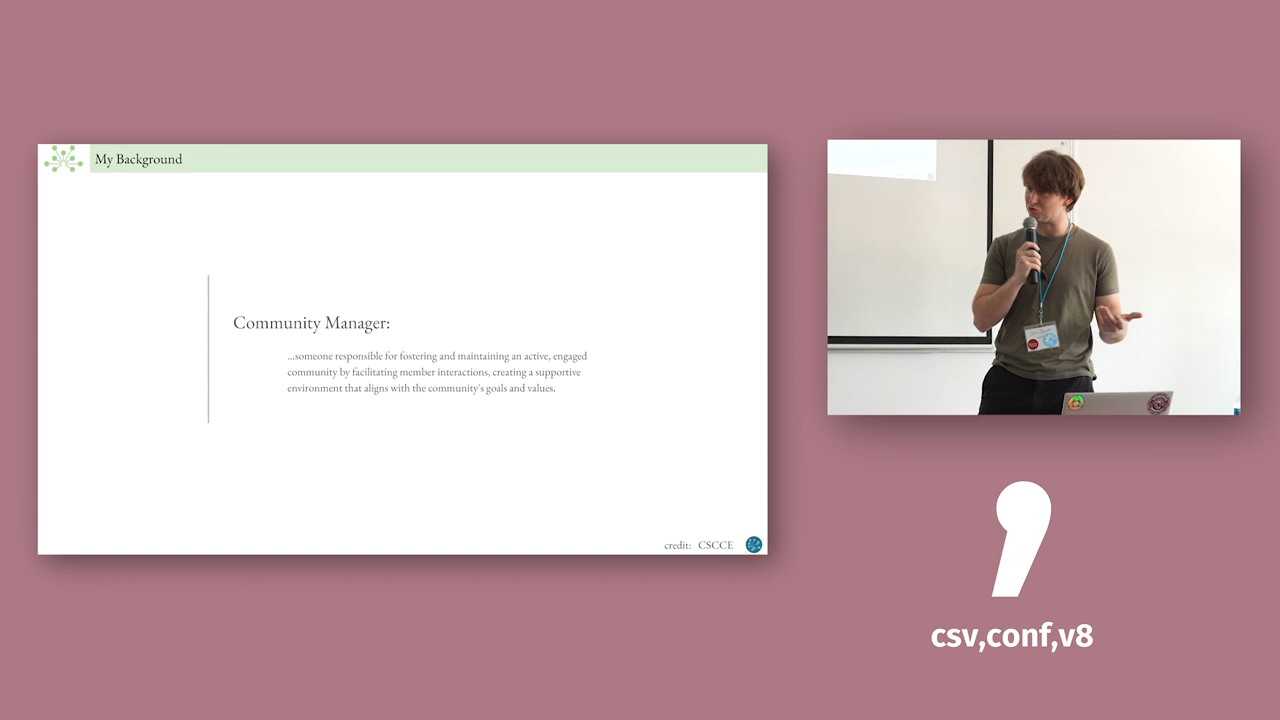 My Background
Community Manager:
...someone responsible for fostering and maintaining an active, engaged
community by facilitating member interactions, creating a supportive
environment that aligns with the community's goals and values.
credit: CSCCE
csv,conf,v8